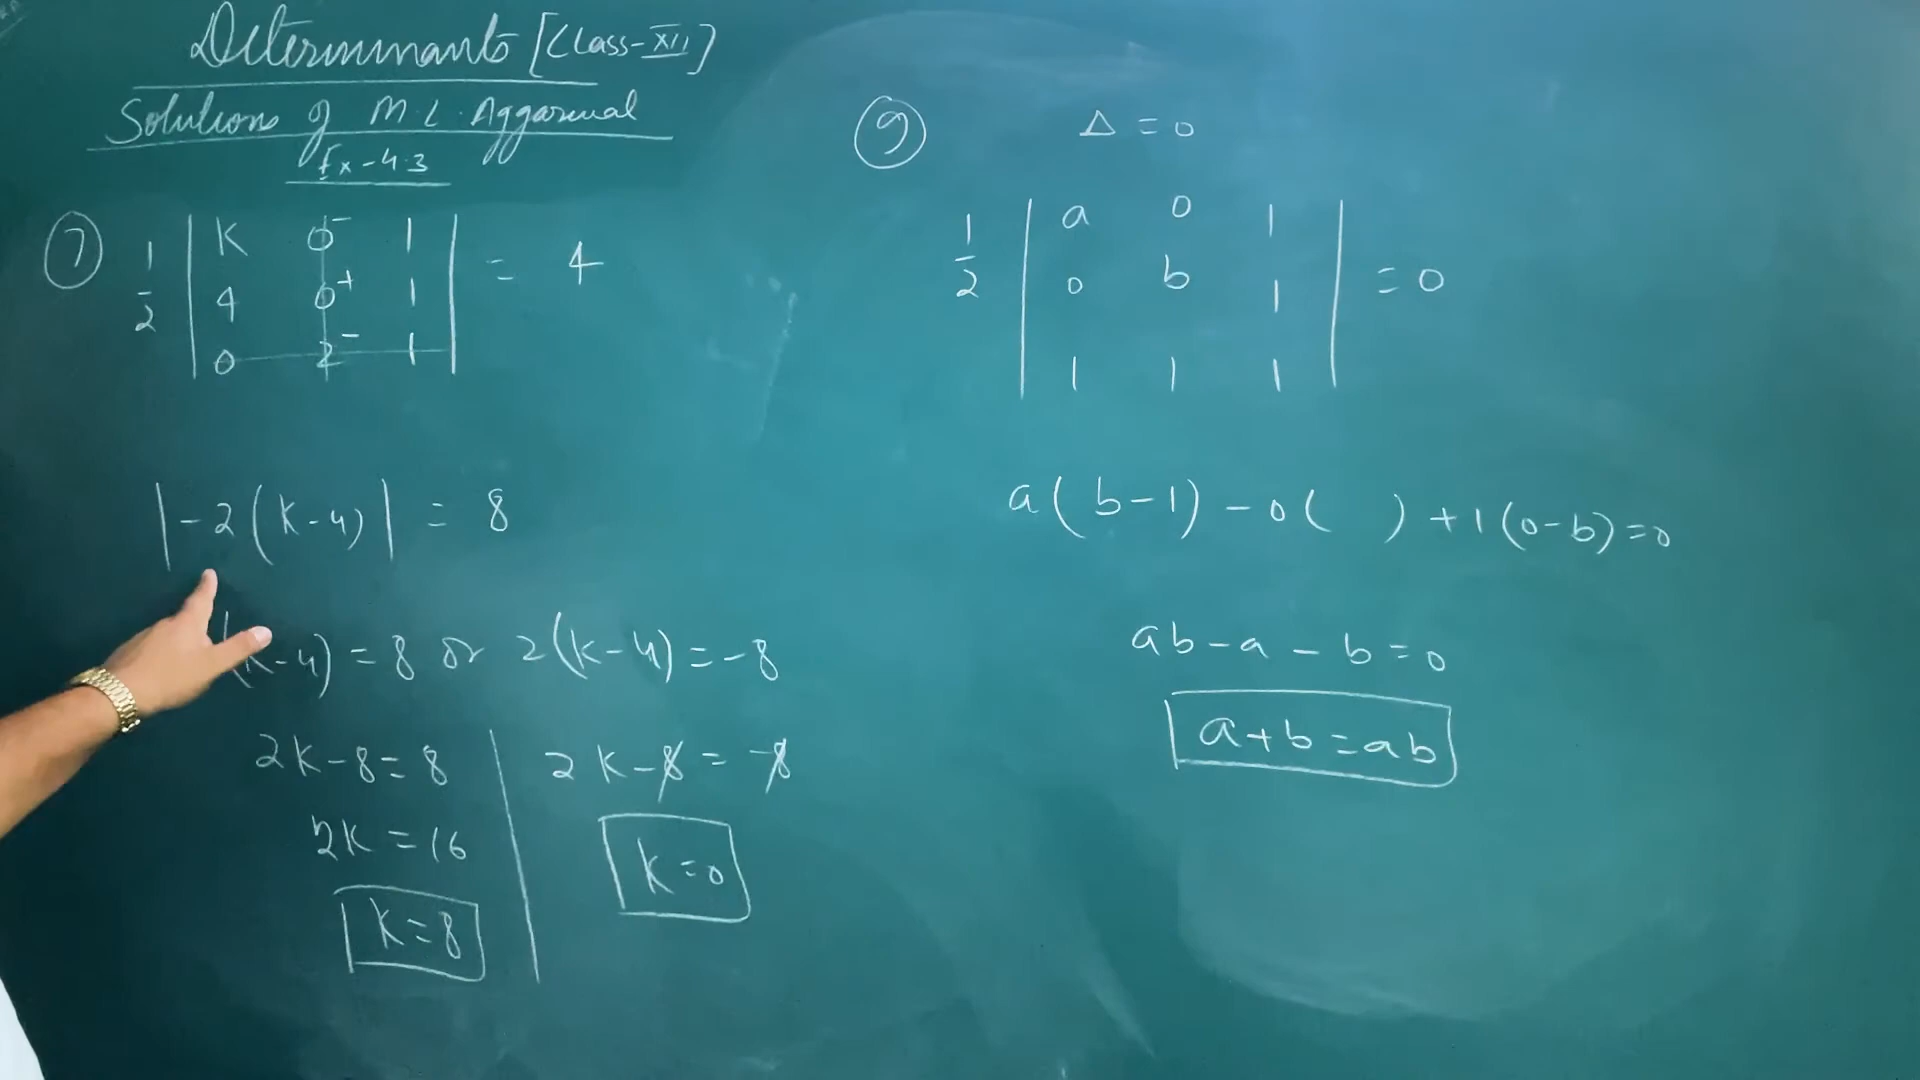 Determinants [Class-XII]
Solutions of M.L. Aggarwal
Ex-4.3
7
1/2 | K 0⁻ 1 | = 4
| 4 0⁺ 1 |
| 0 2⁻ 1 |
|-2(K-4)| = 8
(K-4) = 8 or 2(K-4) = -8
2K-8 = 8
2K = 16
K = 8
2K-8 = -8
K = 0
9
Δ = 0
1/2 | a 0 1 | = 0
| 0 b 1 |
| 1 1 1 |
a(b-1) - 0( ) + 1(0-b) = 0
ab - a - b = 0
a+b = ab